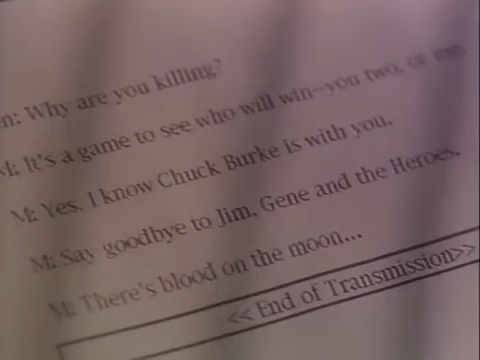 n: Why are you killing?
M: It's a game to see who will win--you two, or me.
M: Yes, I know Chuck Burke is with you.
M: Say goodbye to Jim, Gene and the Heroes.
M: There's blood on the moon...
<< End of Transmission>>